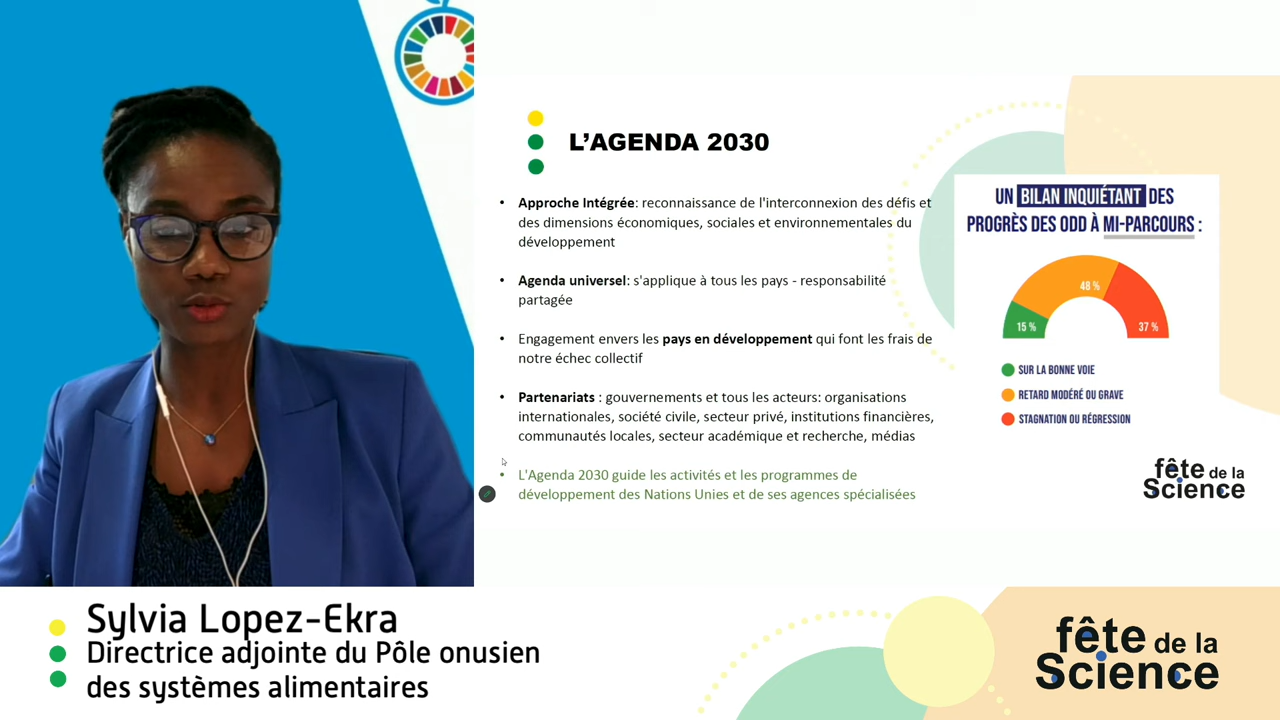 L’AGENDA 2030
• Approche Intégrée: reconnaissance de l'interconnexion des défis et
des dimensions économiques, sociales et environnementales du
développement
• Agenda universel: s'applique à tous les pays - responsabilité
partagée
• Engagement envers les pays en développement qui font les frais de
notre échec collectif
• Partenariats : gouvernements et tous les acteurs: organisations
internationales, société civile, secteur privé, institutions financières,
communautés locales, secteur académique et recherche, médias
• L'Agenda 2030 guide les activités et les programmes de
développement des Nations Unies et de ses agences spécialisées
UN BILAN INQUIÉTANT DES
PROGRÈS DES ODD À MI-PARCOURS :
48 %
15 %
37 %
SUR LA BONNE VOIE
RETARD MODÉRÉ OU GRAVE
STAGNATION OU RÉGRESSION
fête de la
Science
Sylvia Lopez-Ekra
Directrice adjointe du Pôle onusien
des systèmes alimentaires
fête de la
Science